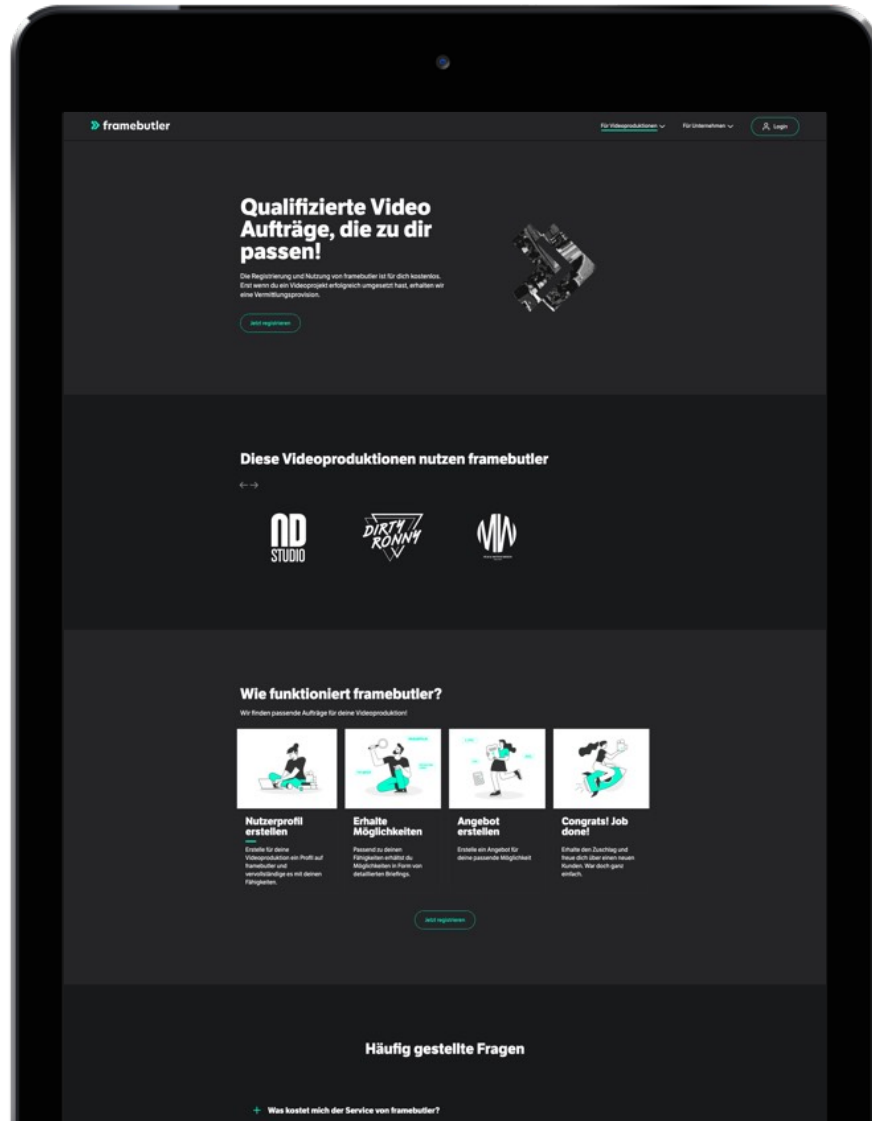 framebutler
Für Videoproduktionen
Für Unternehmen
Login
Qualifizierte Video
Aufträge, die zu dir
passen!
Die Registrierung und Nutzung von framebutler ist für dich kostenlos.
Erst wenn du ein Videoprojekt erfolgreich umgesetzt hast, erhalten wir
eine Vermittlungsprovision.
Jetzt registrieren
Diese Videoproduktionen nutzen framebutler
ND
STUDIO
DIRTY
RONNY
MW
Wie funktioniert framebutler?
Wir finden passende Aufträge für deine Videoproduktion!
Nutzerprofil
erstellen
Erstelle für deine
Videoproduktion ein Profil auf
framebutler und
vervollständige es mit deinen
Fähigkeiten.
Erhalte
Möglichkeiten
Passend zu deinen
Fähigkeiten erhältst du
Möglichkeiten in Form von
detaillierten Briefings.
Angebot
erstellen
Erstelle ein Angebot für
deine passende Möglichkeit
Congrats! Job
done!
Erhalte den Zuschlag und
freue dich über einen neuen
Kunden. War doch ganz
einfach.
Jetzt registrieren
Häufig gestellte Fragen
+ Was kostet mich der Service von framebutler?